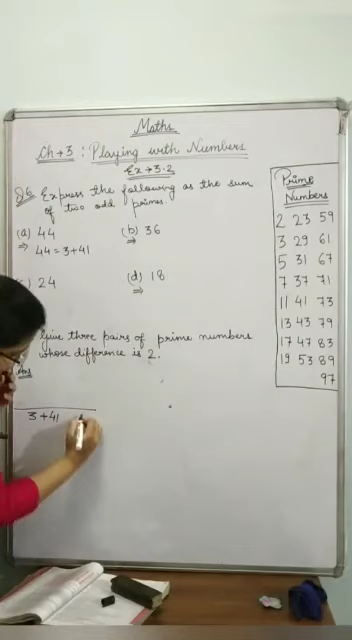 Maths
Ch→3 : Playing with Numbers
Ex→3.2
Q6. Express the following as the sum
of two odd primes.
(a) 44 (b) 36
⇒ 44 = 3+41 ⇒
) 24 (d) 18
⇒
Give three pairs of prime numbers
whose difference is 2.
Ans
3+41
Prime
Numbers
2 23 59
3 29 61
5 31 67
7 37 71
11 41 73
13 43 79
17 47 83
19 53 89
97